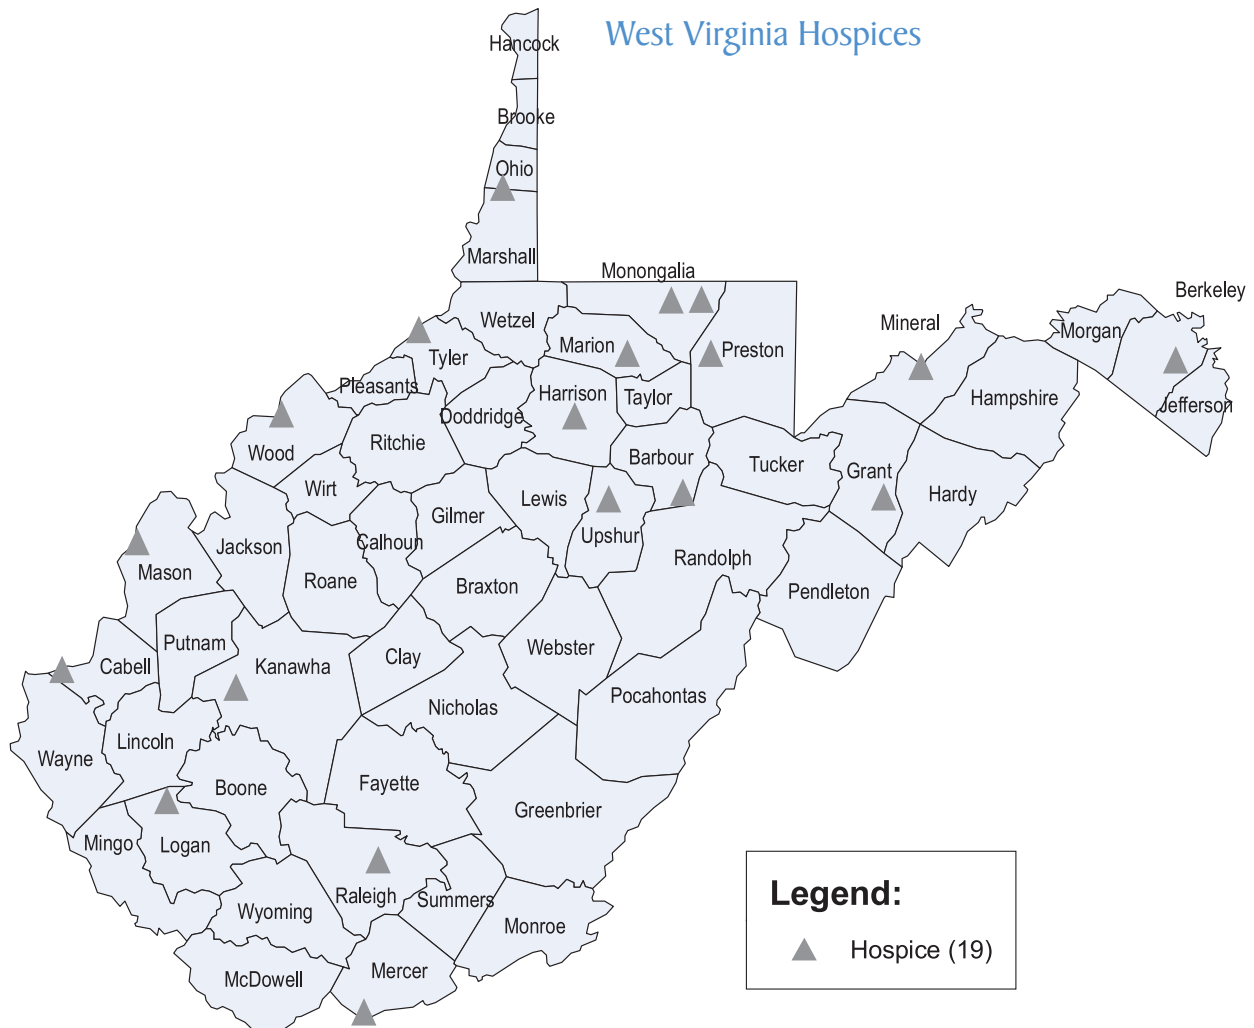 West Virginia Hospices
Hancock
Brooke
Ohio
Marshall
Monongalia
Berkeley
Wetzel
Mineral
Morgan
Marion
Preston
Tyler
Pleasants
Harrison
Taylor
Hampshire
Jefferson
Doddridge
Ritchie
Wood
Barbour
Tucker
Grant
Wirt
Lewis
Hardy
Gilmer
Upshur
Calhoun
Jackson
Randolph
Mason
Roane
Braxton
Pendleton
Putnam
Webster
Clay
Cabell
Kanawha
Pocahontas
Nicholas
Lincoln
Wayne
Fayette
Boone
Greenbrier
Mingo
Logan
Raleigh
Summers
Wyoming
Monroe
Mercer
McDowell
Legend:
Hospice (19)